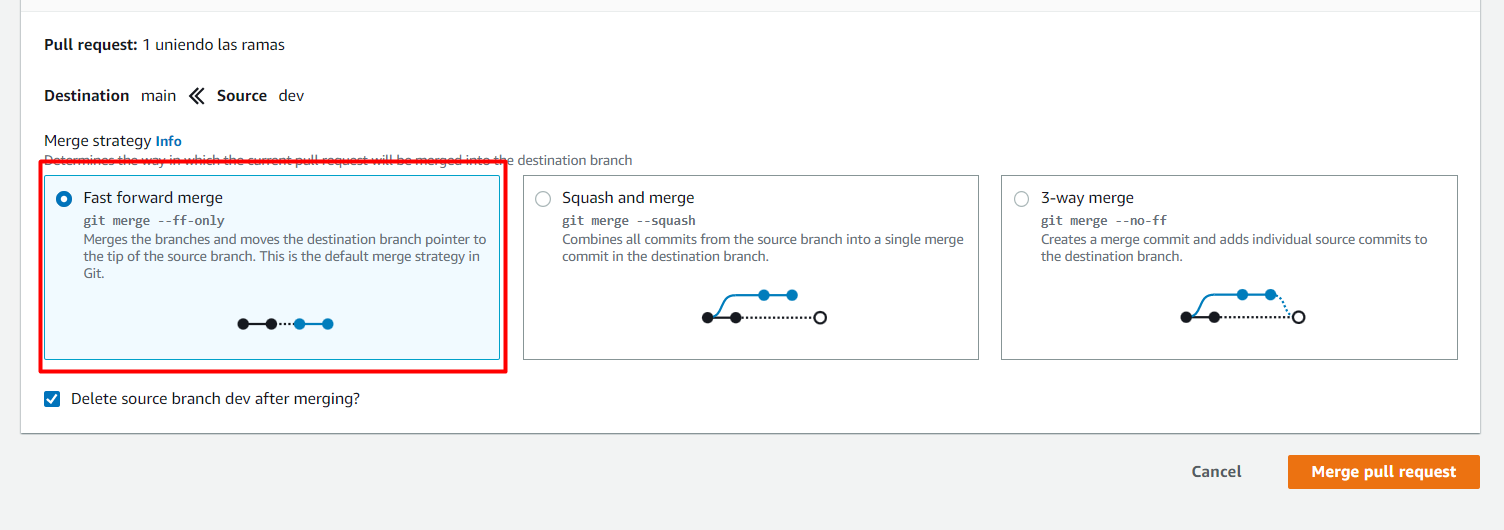 Pull request: 1 uniendo las ramas
Destination main Source dev
Merge strategy Info
Determines the way in which the current pull request will be merged into the destination branch
Fast forward merge
git merge --ff-only
Merges the branches and moves the destination branch pointer to
the tip of the source branch. This is the default merge strategy in
Git.
Squash and merge
git merge --squash
Combines all commits from the source branch into a single merge
commit in the destination branch.
3-way merge
git merge --no-ff
Creates a merge commit and adds individual source commits to
the destination branch.
Delete source branch dev after merging?
Cancel
Merge pull request